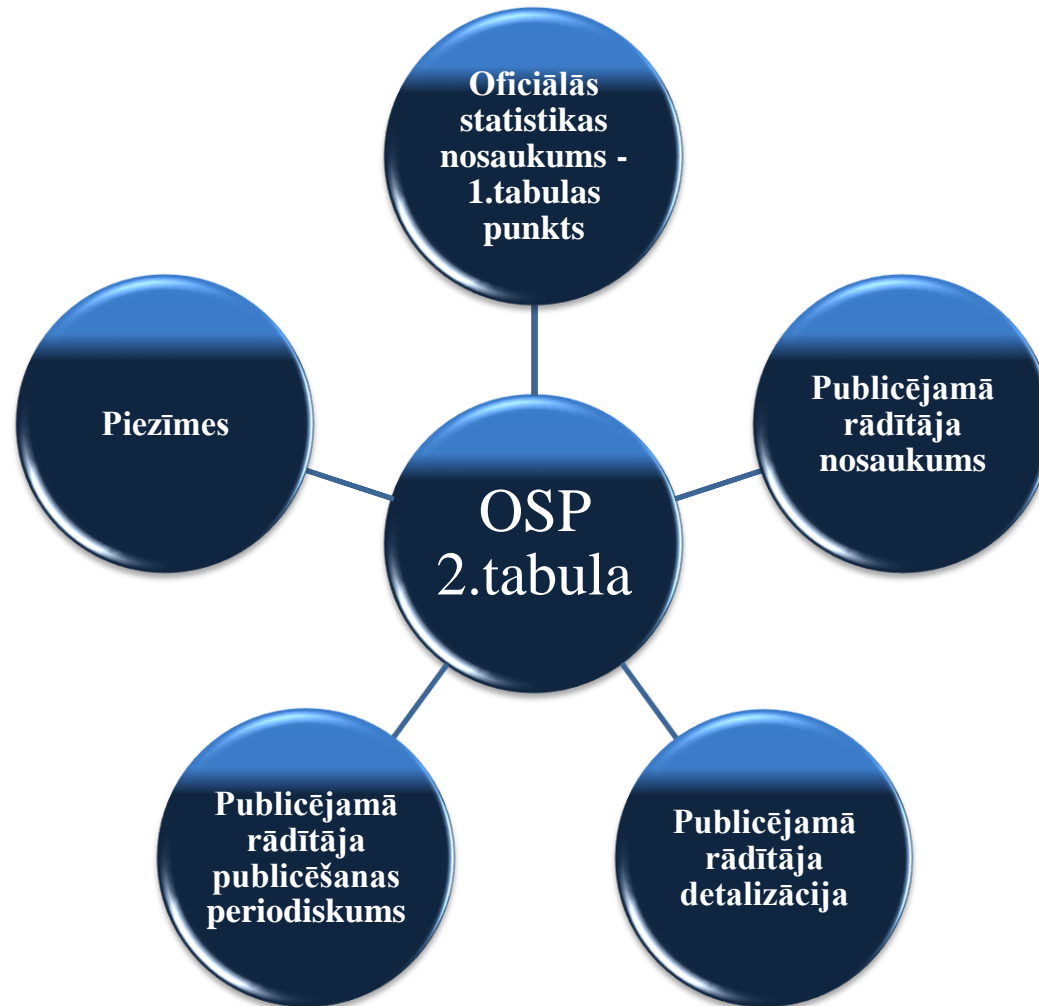 Oficiālās
statistikas
nosaukums -
1.tabulas
punkts
Piezīmes
Publicējamā
rādītāja
nosaukums
OSP
2.tabula
Publicējamā
rādītāja
publicēšanas
periodiskums
Publicējamā
rādītāja
detalizācija